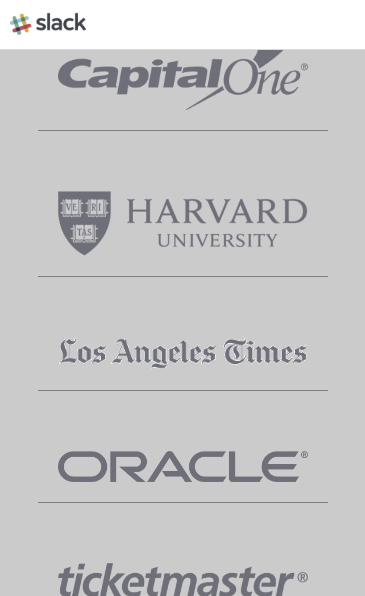 slack
CapitalOne®
VE RI
TAS
HARVARD
UNIVERSITY
Los Angeles Times
ORACLE®
ticketmaster®